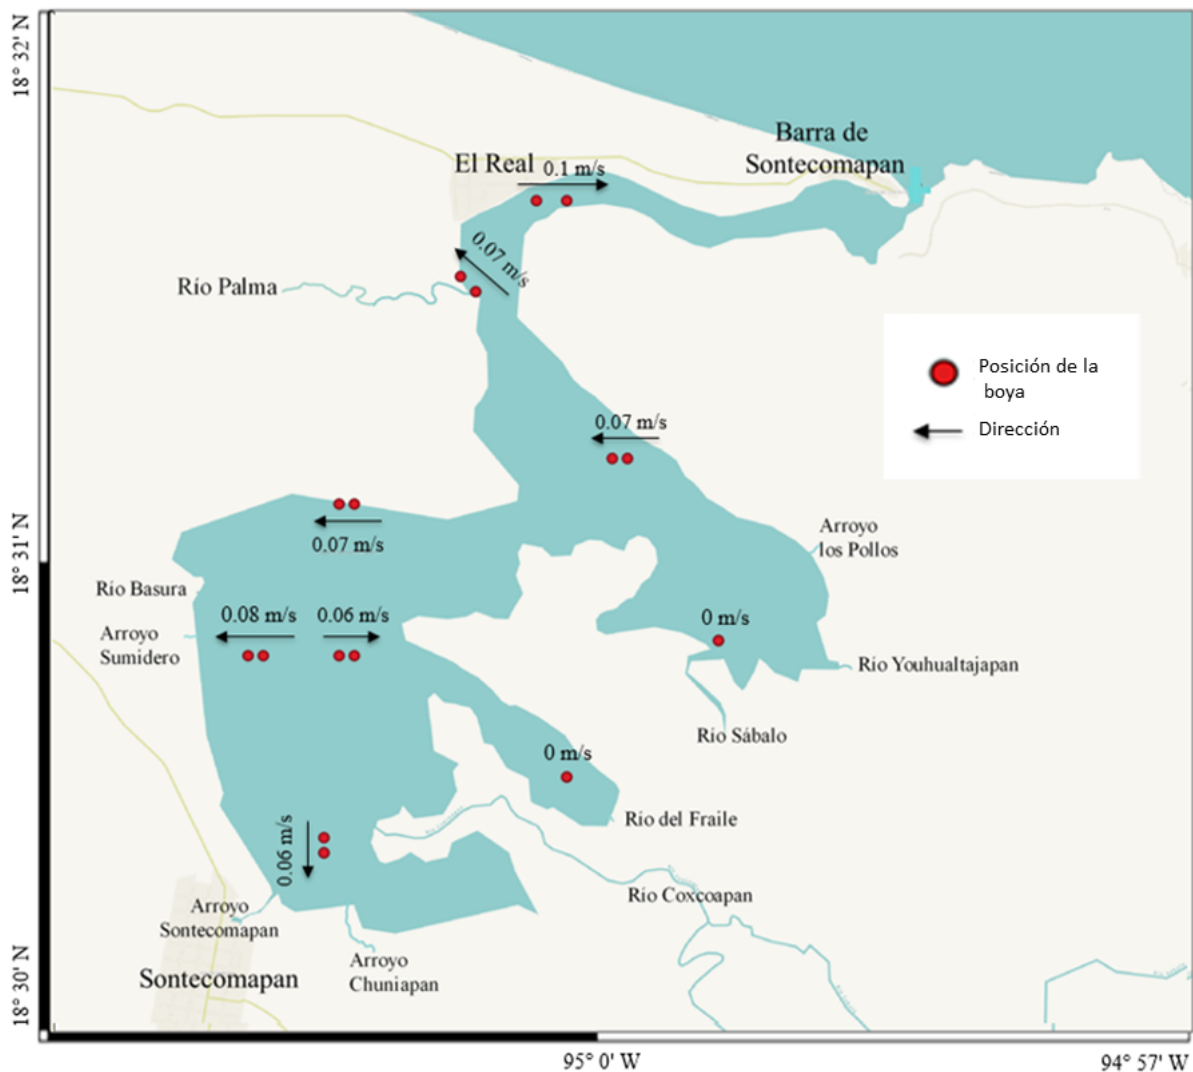 18° 32' N
Barra de
Sontecomapan
El Real
0.1 m/s
0.07 m/s
Río Palma
Posición de la
boya
Dirección
0.07 m/s
18° 31' N
0.07 m/s
Arroyo
los Pollos
Río Basura
0.08 m/s
0.06 m/s
0 m/s
Arroyo
Sumidero
Río Youhualtajapan
Río Sábalo
0 m/s
Río del Fraile
0.06 m/s
Río Coxcoapan
Arroyo
Sontecomapan
Arroyo
Chuniapan
Sontecomapan
18° 30' N
95° 0' W
94° 57' W